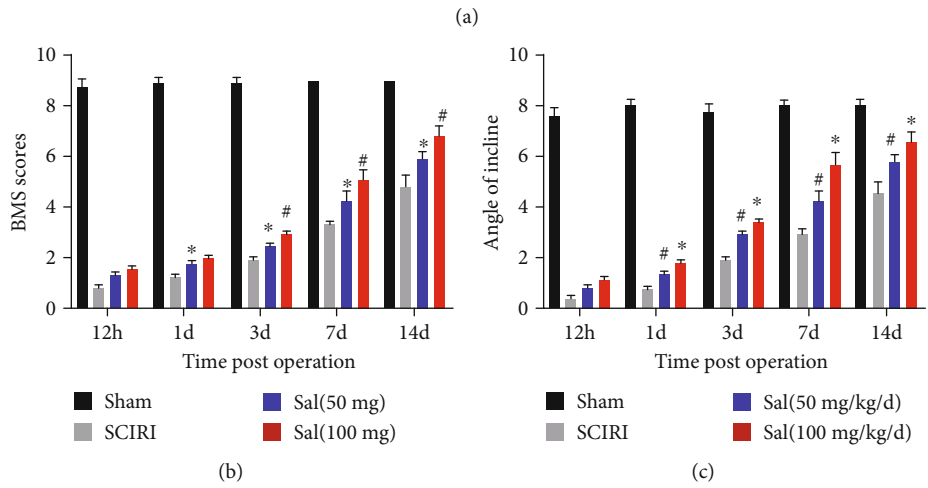 (a)
10
8
6
4
2
0
BMS scores
*
*
#
*
#
*
#
12h
1d
3d
7d
14d
Time post operation
Sham
SCIRI
Sal(50 mg)
Sal(100 mg)
(b)
10
8
6
4
2
0
Angle of incline
#
*
#
*
#
*
#
*
12h
1d
3d
7d
14d
Time post operation
Sham
SCIRI
Sal(50 mg/kg/d)
Sal(100 mg/kg/d)
(c)